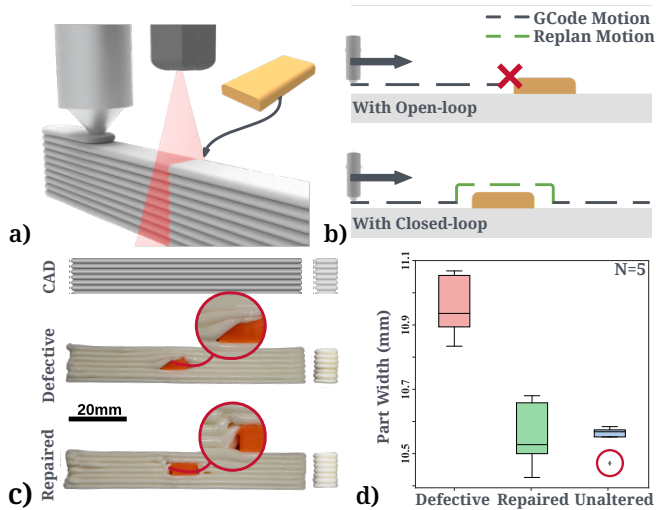 GCode Motion
Replan Motion
With Open-loop
With Closed-loop
a)
b)
CAD
Defective
20mm
Repaired
c)
N=5
Part Width (mm)
11.1
10.9
10.7
10.5
Defective Repaired Unaltered
d)